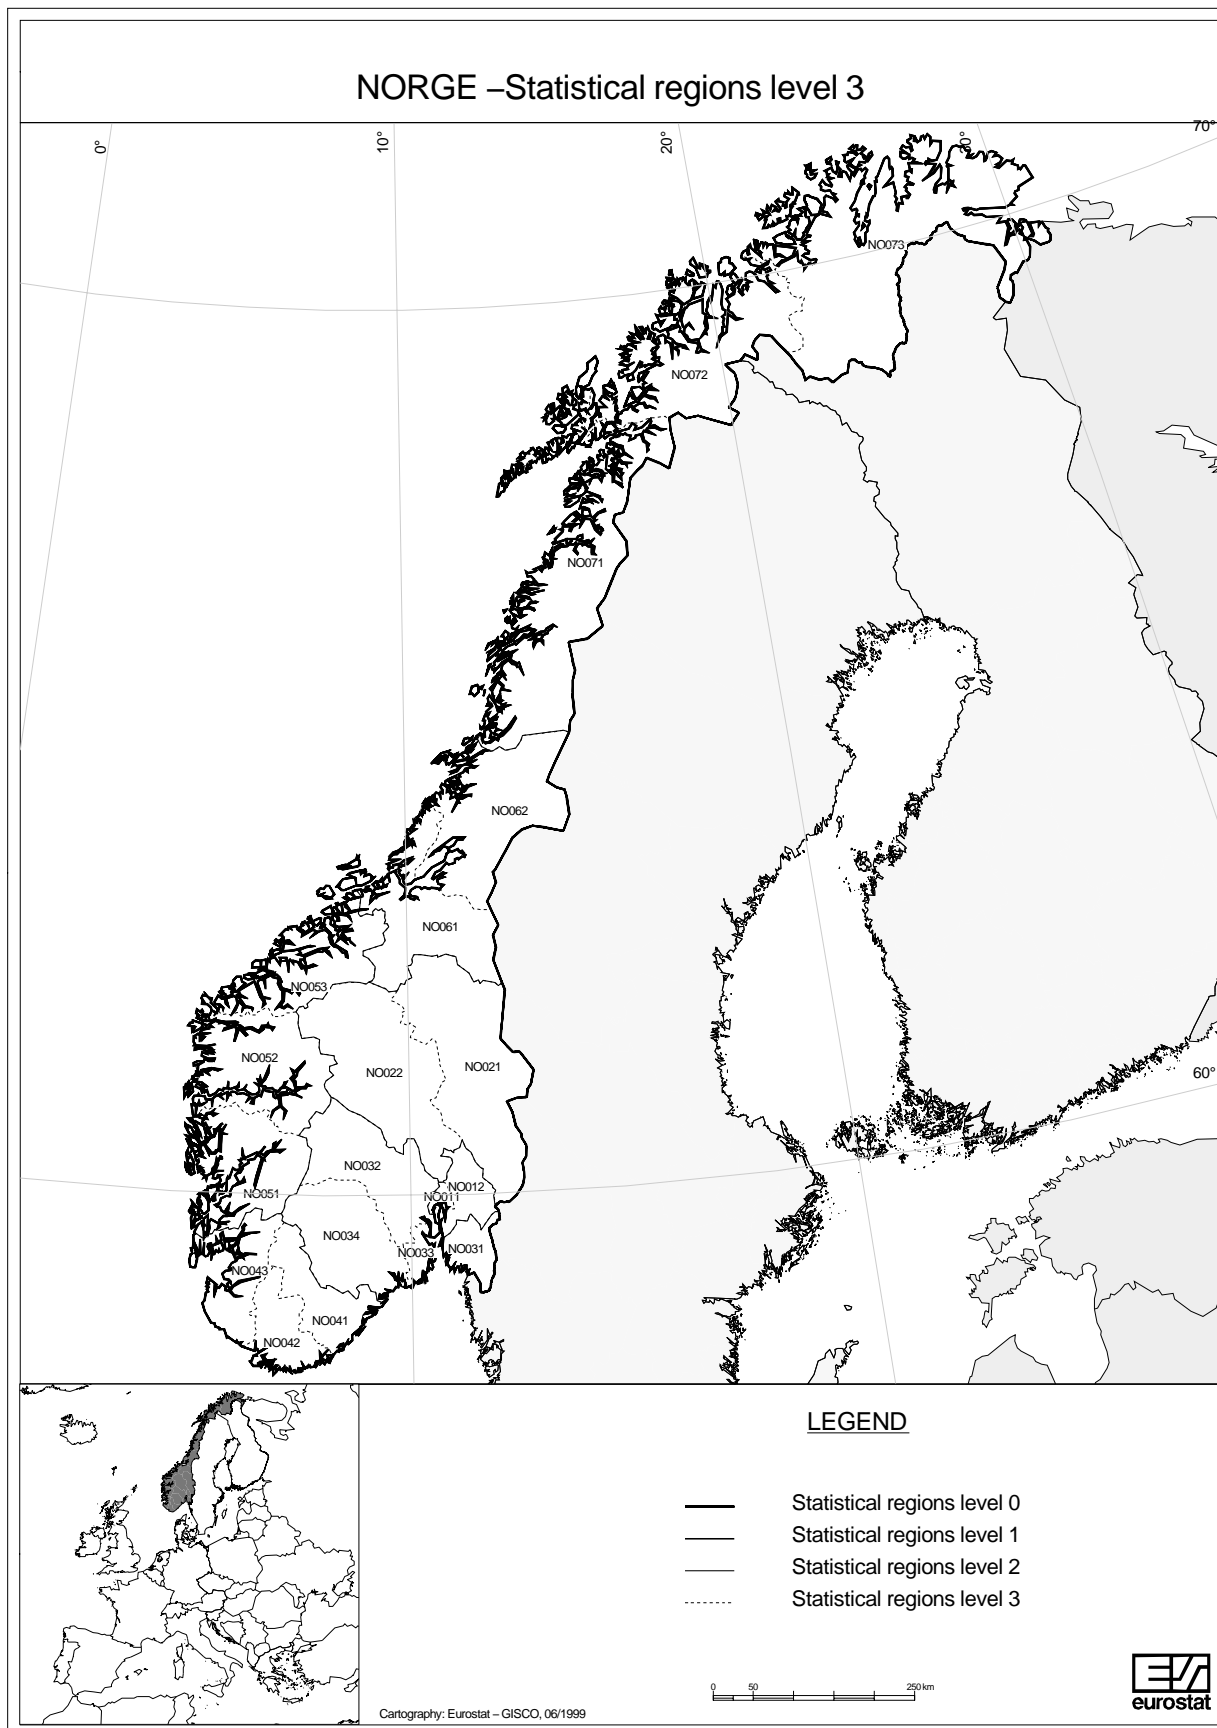 NORGE –Statistical regions level 3
0°
10°
20°
30°
70°
NO073
NO072
NO071
NO062
NO061
NO053
NO052
NO022
NO021
NO032
NO012
NO011
NO051
NO034
NO033
NO031
NO043
NO041
NO042
60°
LEGEND
Statistical regions level 0
Statistical regions level 1
Statistical regions level 2
Statistical regions level 3
0 50 250 km
eurostat
Cartography: Eurostat – GISCO, 06/1999